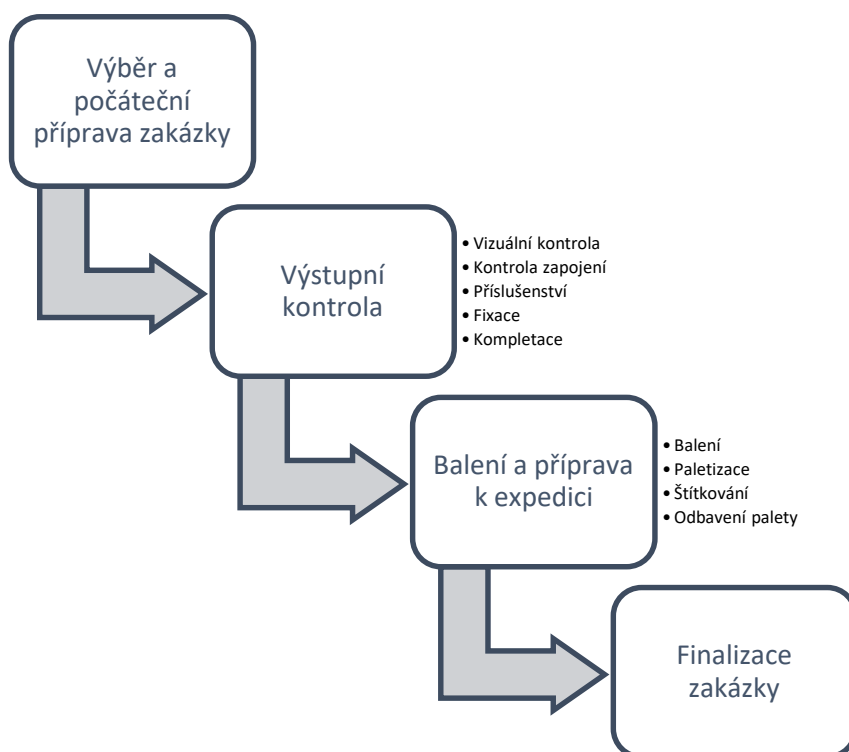 Výběr a
počáteční
příprava zakázky
Výstupní
kontrola
• Vizuální kontrola
• Kontrola zapojení
• Příslušenství
• Fixace
• Kompletace
Balení a příprava
k expedici
• Balení
• Paletizace
• Štítkování
• Odbavení palety
Finalizace
zakázky